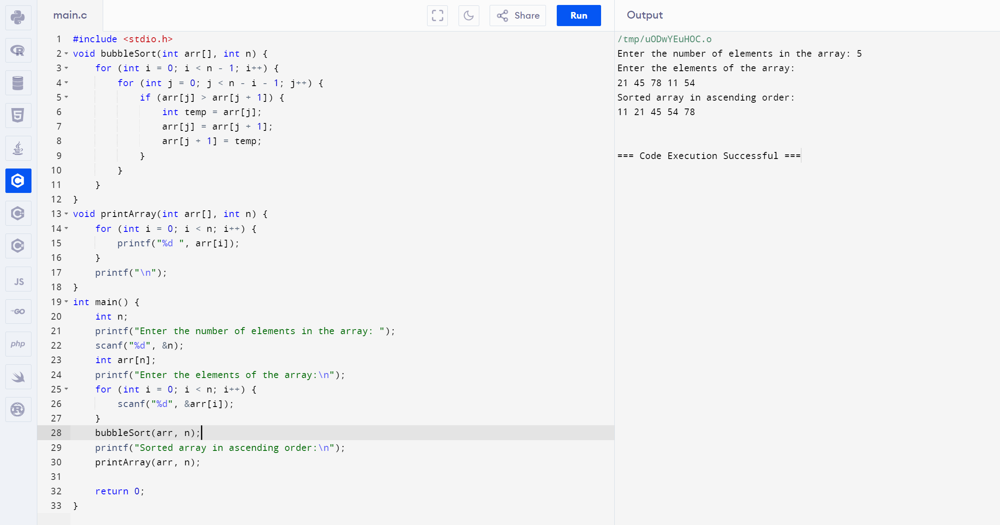 main.c
Share
Run
Output
1 #include <stdio.h>
2 void bubbleSort(int arr[], int n) {
3     for (int i = 0; i < n - 1; i++) {
4         for (int j = 0; j < n - i - 1; j++) {
5             if (arr[j] > arr[j + 1]) {
6                 int temp = arr[j];
7                 arr[j] = arr[j + 1];
8                 arr[j + 1] = temp;
9             }
10         }
11     }
12 }
13 void printArray(int arr[], int n) {
14     for (int i = 0; i < n; i++) {
15         printf("%d ", arr[i]);
16     }
17     printf("\n");
18 }
19 int main() {
20     int n;
21     printf("Enter the number of elements in the array: ");
22     scanf("%d", &n);
23     int arr[n];
24     printf("Enter the elements of the array:\n");
25     for (int i = 0; i < n; i++) {
26         scanf("%d", &arr[i]);
27     }
28     bubbleSort(arr, n);
29     printf("Sorted array in ascending order:\n");
30     printArray(arr, n);
31
32     return 0;
33 }
/tmp/uODwYEuHOC.o
Enter the number of elements in the array: 5
Enter the elements of the array:
21 45 78 11 54
Sorted array in ascending order:
11 21 45 54 78
=== Code Execution Successful ===
R
5
C
C++
C#
JS
GO
php
R